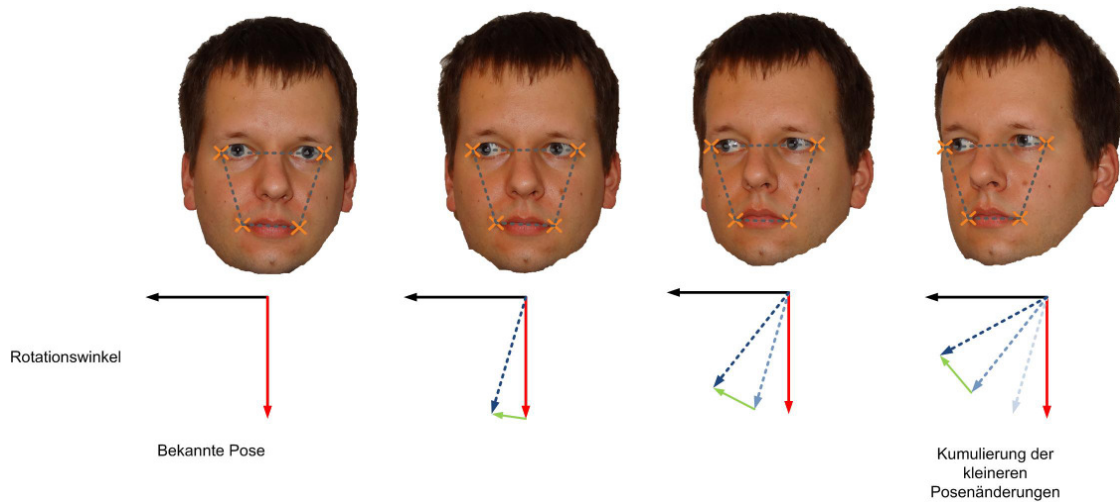 Rotationswinkel
Bekannte Pose
Kumulierung der
kleineren
Posenänderungen